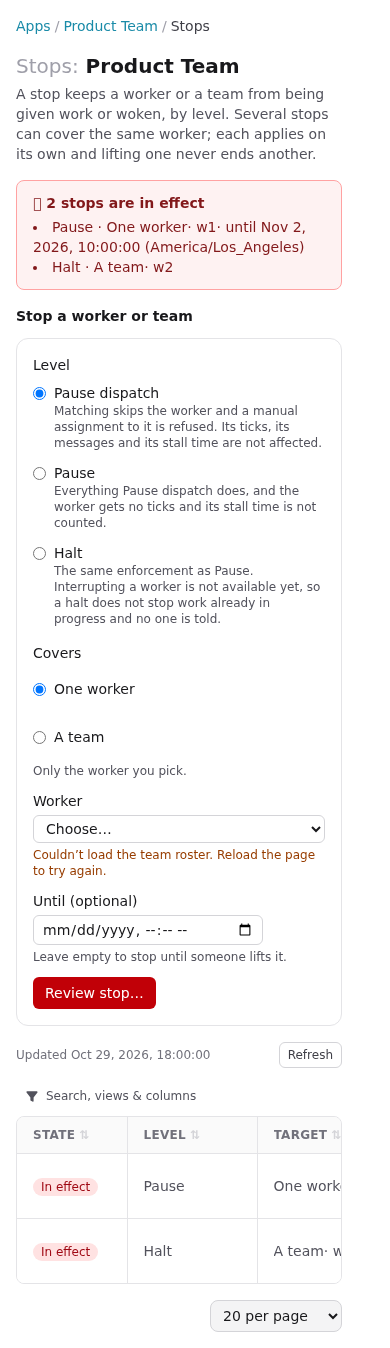 Apps / Product Team / Stops
Stops: Product Team
A stop keeps a worker or a team from being
given work or woken, by level. Several stops
can cover the same worker; each applies on
its own and lifting one never ends another.
2 stops are in effect
• Pause · One worker· w1· until Nov 2,
2026, 10:00:00 (America/Los_Angeles)
• Halt · A team· w2
Stop a worker or team
Level
Pause dispatch
Matching skips the worker and a manual
assignment to it is refused. Its ticks, its
messages and its stall time are not affected.
Pause
Everything Pause dispatch does, and the
worker gets no ticks and its stall time is not
counted.
Halt
The same enforcement as Pause.
Interrupting a worker is not available yet, so
a halt does not stop work already in
progress and no one is told.
Covers
One worker
A team
Only the worker you pick.
Worker
Choose...
Couldn’t load the team roster. Reload the page
to try again.
Until (optional)
mm/dd/yyyy, --:-- --
Leave empty to stop until someone lifts it.
Review stop...
Updated Oct 29, 2026, 18:00:00 Refresh
Search, views & columns
STATE ⇅ LEVEL ⇅ TARGET ⇅
In effect Pause One work
In effect Halt A team· w
20 per page